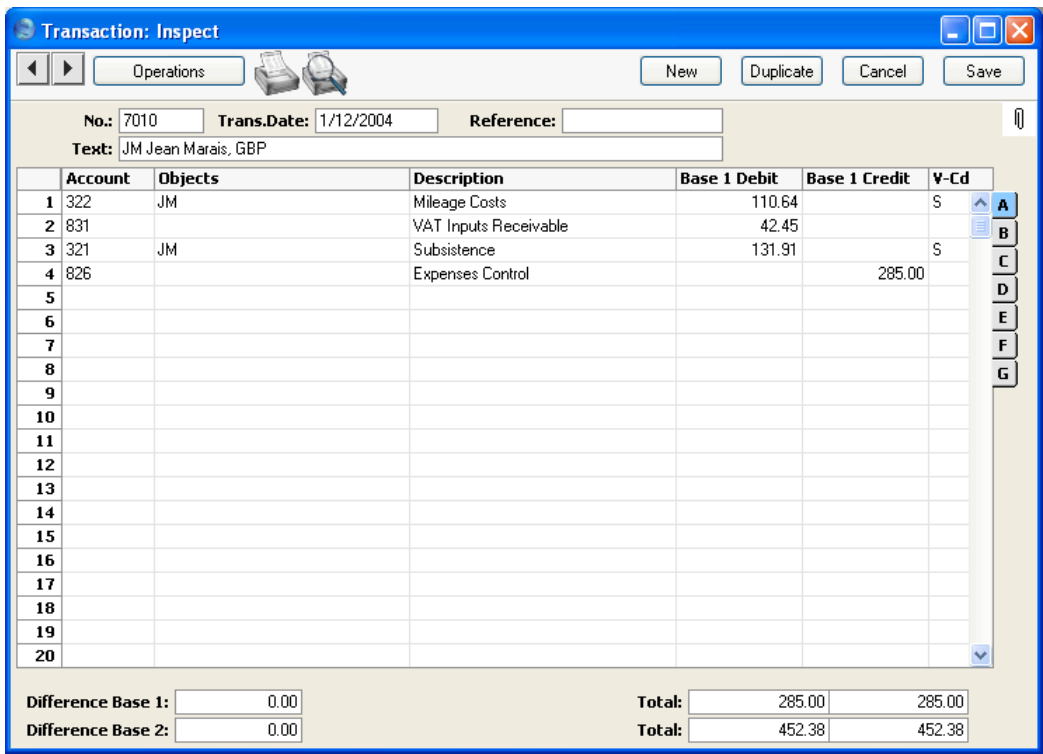 Transaction: Inspect
Operations New Duplicate Cancel Save
No.: 7010 Trans.Date: 1/12/2004 Reference:
Text: JM Jean Marais, GBP
Account Objects Description Base 1 Debit Base 1 Credit V-Cd
1 322 JM Mileage Costs 110.64 S A
2 831 VAT Inputs Receivable 42.45 B
3 321 JM Subsistence 131.91 S C
4 826 Expenses Control 285.00
5 D
6 E
7 F
8 G
9
10
11
12
13
14
15
16
17
18
19
20
Difference Base 1: 0.00 Total: 285.00 285.00
Difference Base 2: 0.00 Total: 452.38 452.38